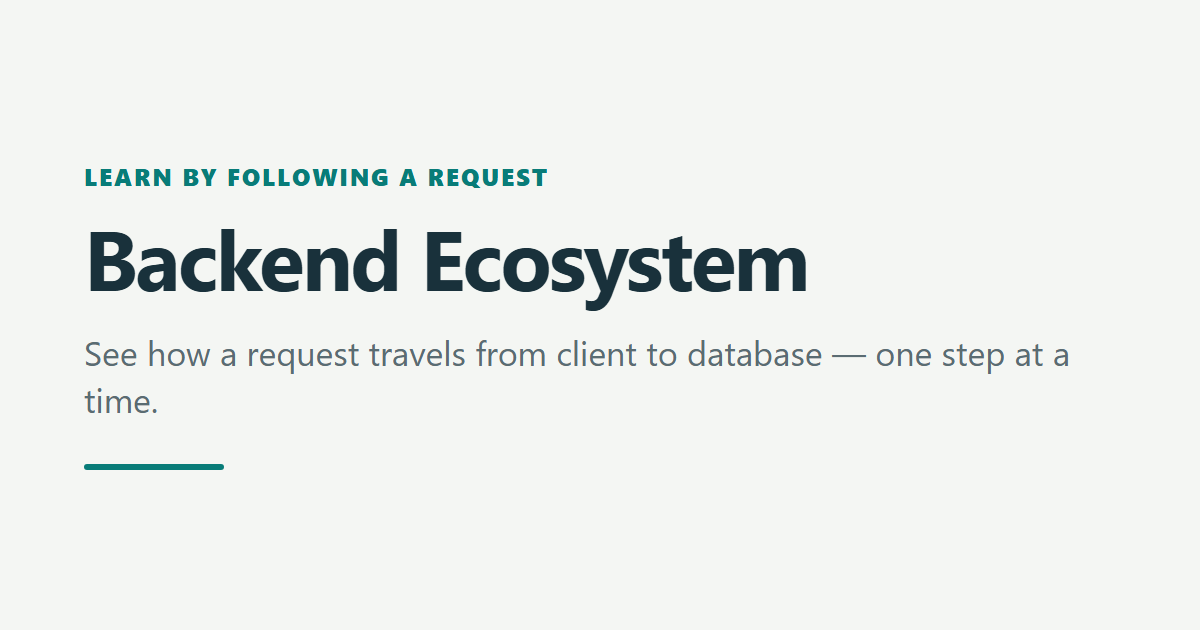 LEARN BY FOLLOWING A REQUEST
Backend Ecosystem
See how a request travels from client to database — one step at a
time.